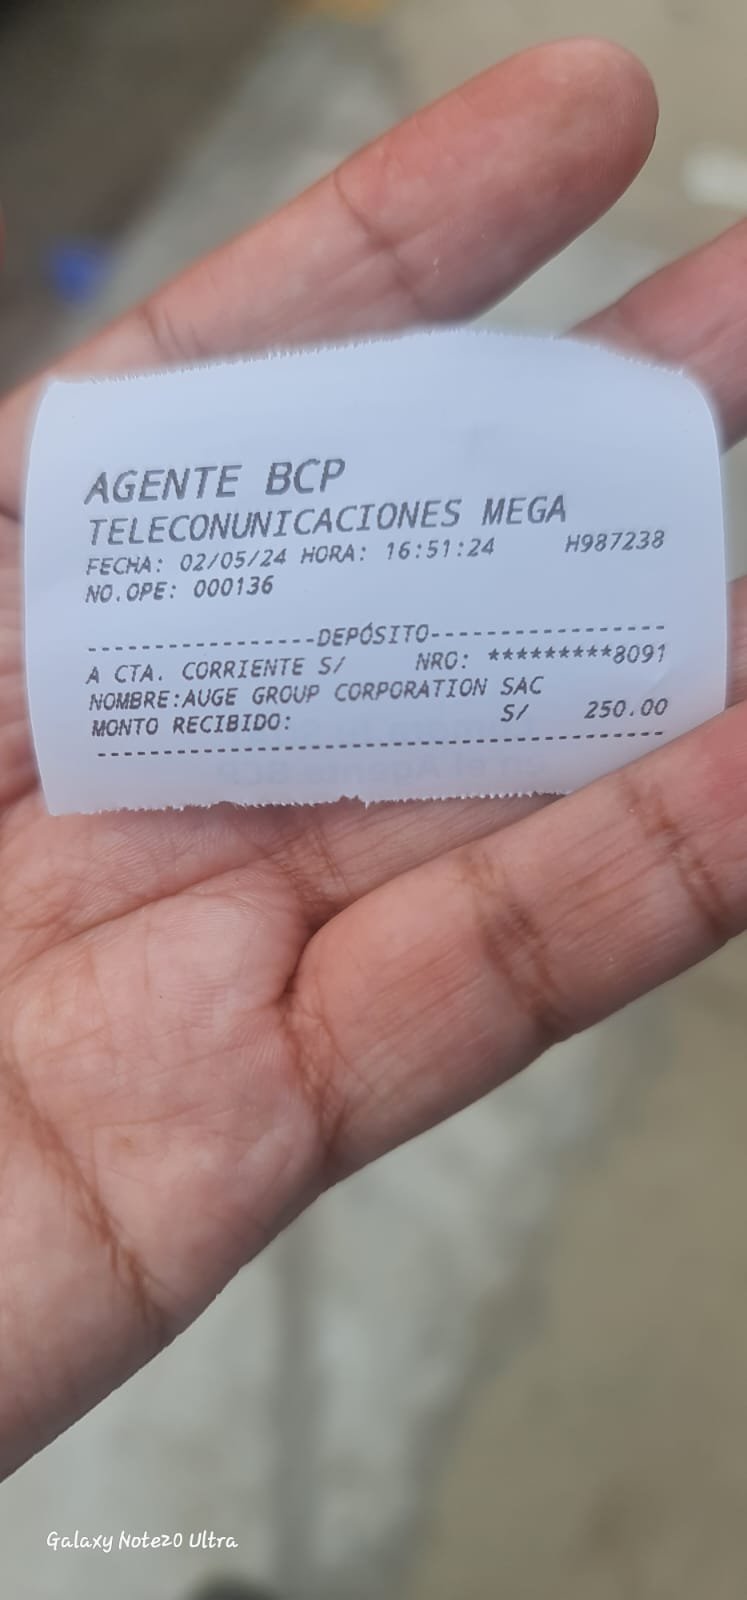 AGENTE BCP
TELECONUNICACIONES MEGA
FECHA: 02/05/24 HORA: 16:51:24 H987238
NO.OPE: 000136
------------------DEPÓSITO------------------
A CTA. CORRIENTE S/ NRO: *********8091
NOMBRE:AUGE GROUP CORPORATION SAC
MONTO RECIBIDO: S/ 250.00
--------------------------------------------
Galaxy Note20 Ultra